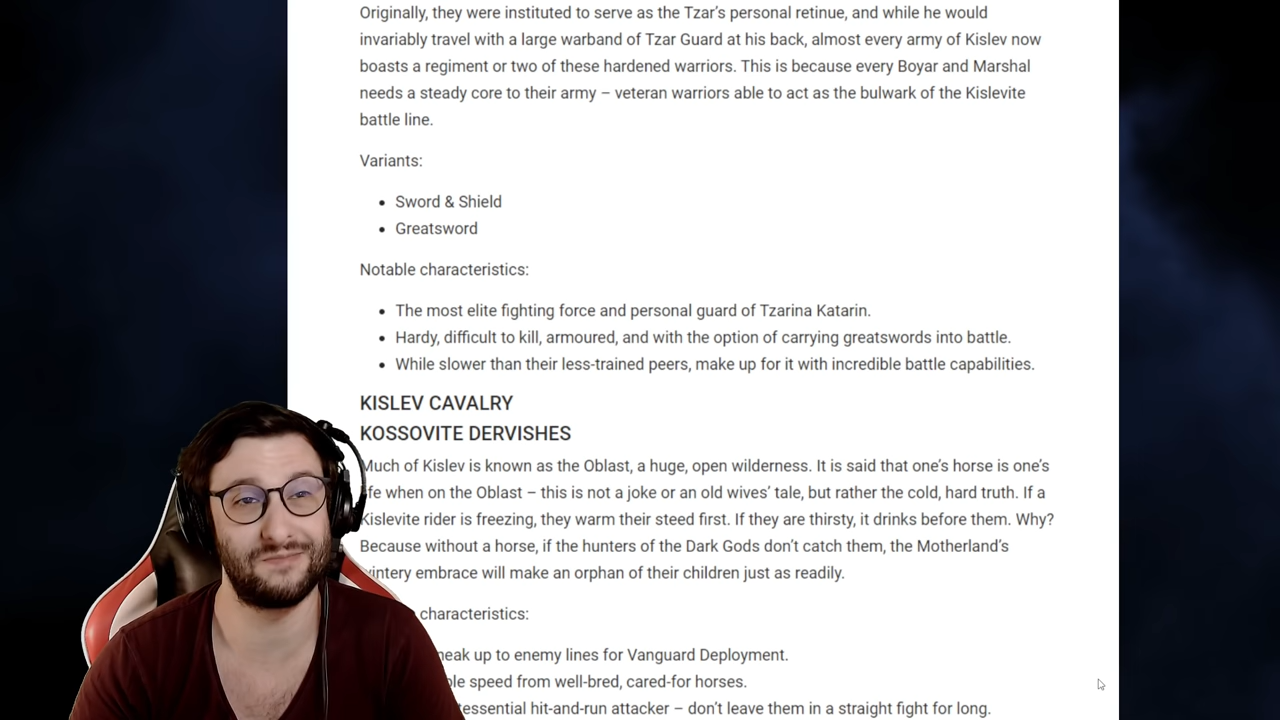 Originally, they were instituted to serve as the Tzar’s personal retinue, and while he would
invariably travel with a large warband of Tzar Guard at his back, almost every army of Kislev now
boasts a regiment or two of these hardened warriors. This is because every Boyar and Marshal
needs a steady core to their army – veteran warriors able to act as the bulwark of the Kislevite
battle line.
Variants:
• Sword & Shield
• Greatsword
Notable characteristics:
• The most elite fighting force and personal guard of Tzarina Katarin.
• Hardy, difficult to kill, armoured, and with the option of carrying greatswords into battle.
• While slower than their less-trained peers, make up for it with incredible battle capabilities.
KISLEV CAVALRY
KOSSOVITE DERVISHES
Much of Kislev is known as the Oblast, a huge, open wilderness. It is said that one’s horse is one’s
life when on the Oblast – this is not a joke or an old wives’ tale, but rather the cold, hard truth. If a
Kislevite rider is freezing, they warm their steed first. If they are thirsty, it drinks before them. Why?
Because without a horse, if the hunters of the Dark Gods don’t catch them, the Motherland’s
wintery embrace will make an orphan of their children just as readily.
characteristics:
up to enemy lines for Vanguard Deployment.
speed from well-bred, cared-for horses.
hit-and-run attacker – don’t leave them in a straight fight for long.